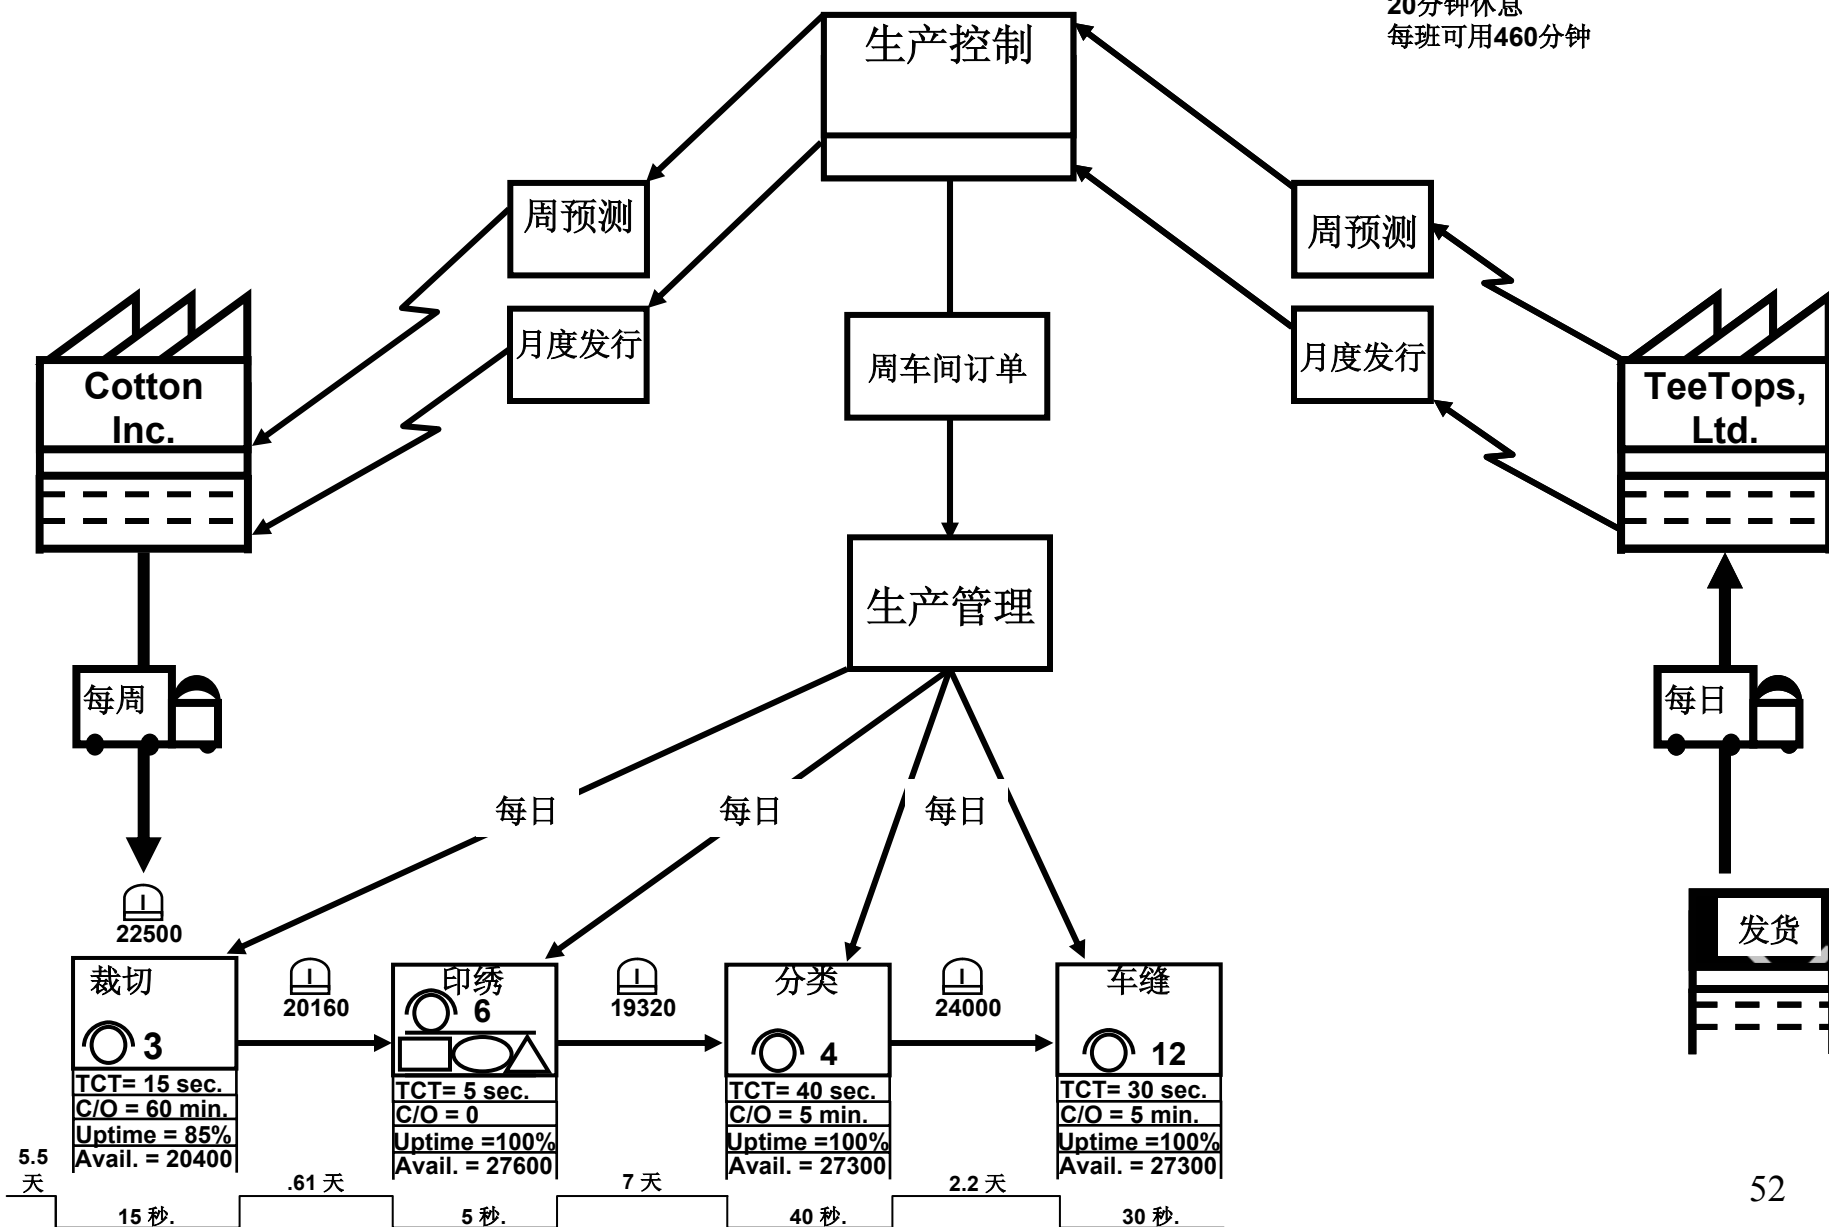 20分钟休息
每班可用460分钟
生产控制
周预测
周预测
月度发行
月度发行
周车间订单
Cotton
Inc.
TeeTops,
Ltd.
生产管理
每周
每日
每日
每日
每日
发货
I
22500
I
20160
I
19320
I
24000
裁切
3
TCT= 15 sec.
C/O = 60 min.
Uptime = 85%
Avail. = 20400
印绣
6
TCT= 5 sec.
C/O = 0
Uptime =100%
Avail. = 27600
分类
4
TCT= 40 sec.
C/O = 5 min.
Uptime =100%
Avail. = 27300
车缝
12
TCT= 30 sec.
C/O = 5 min.
Uptime =100%
Avail. = 27300
5.5
天
.61 天
7 天
2.2 天
15 秒.
5 秒.
40 秒.
30 秒.
52